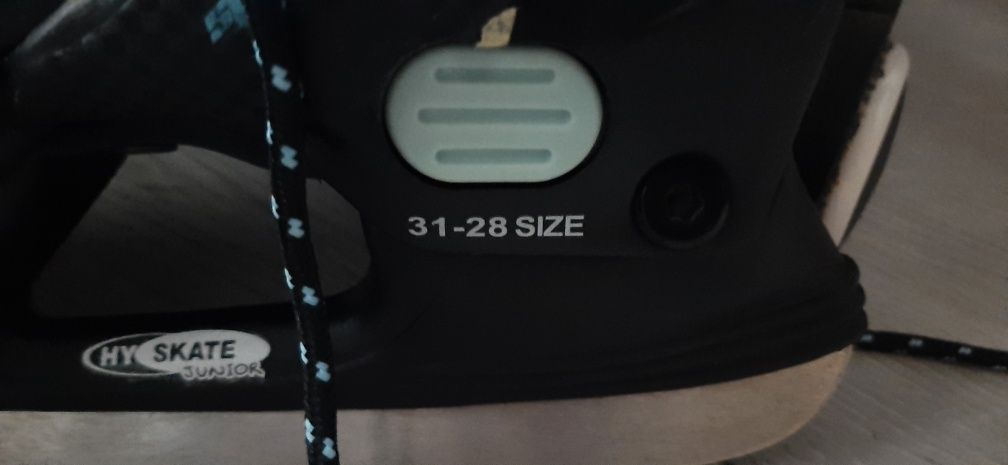 31-28 SIZE
HY SKATE
JUNIOR